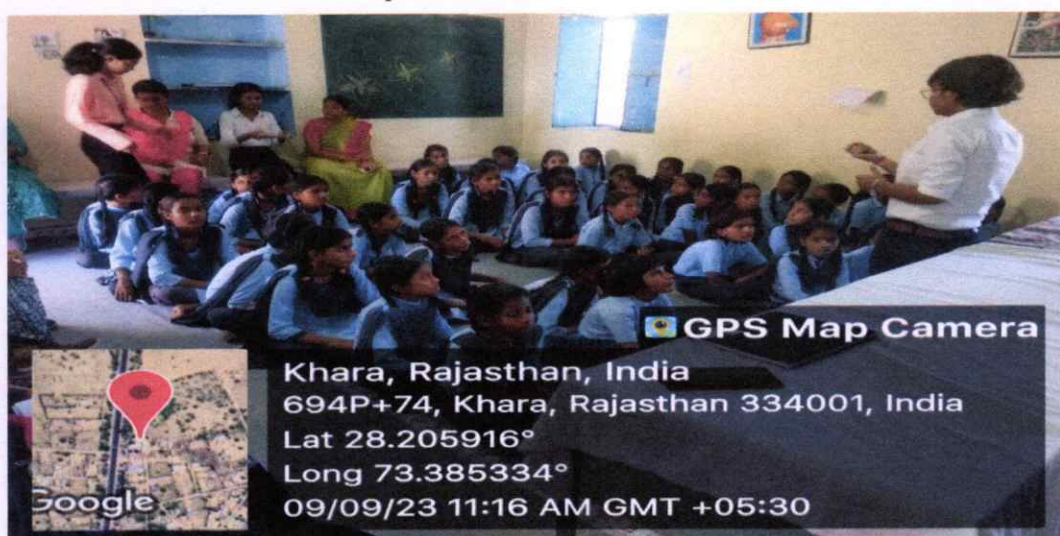 GPS Map Camera
Khara, Rajasthan, India
694P+74, Khara, Rajasthan 334001, India
Lat 28.205916°
Long 73.385334°
09/09/23 11:16 AM GMT +05:30
Google